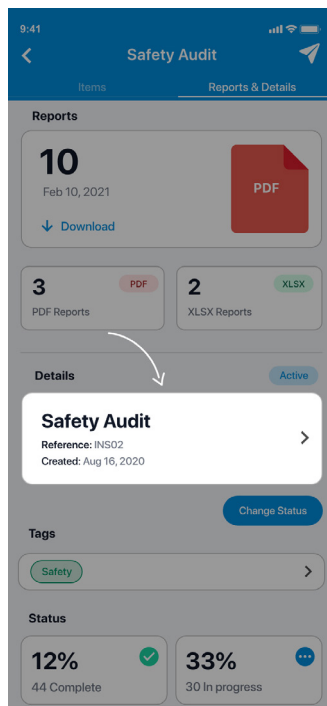 9:41
Safety Audit
Items
Reports & Details
Reports
10
Feb 10, 2021
Download
PDF
3
PDF
PDF Reports
2
XLSX
XLSX Reports
Details
Active
Safety Audit
Reference: INS02
Created: Aug 16, 2020
Change Status
Tags
Safety
Status
12%
44 Complete
33%
30 In progress